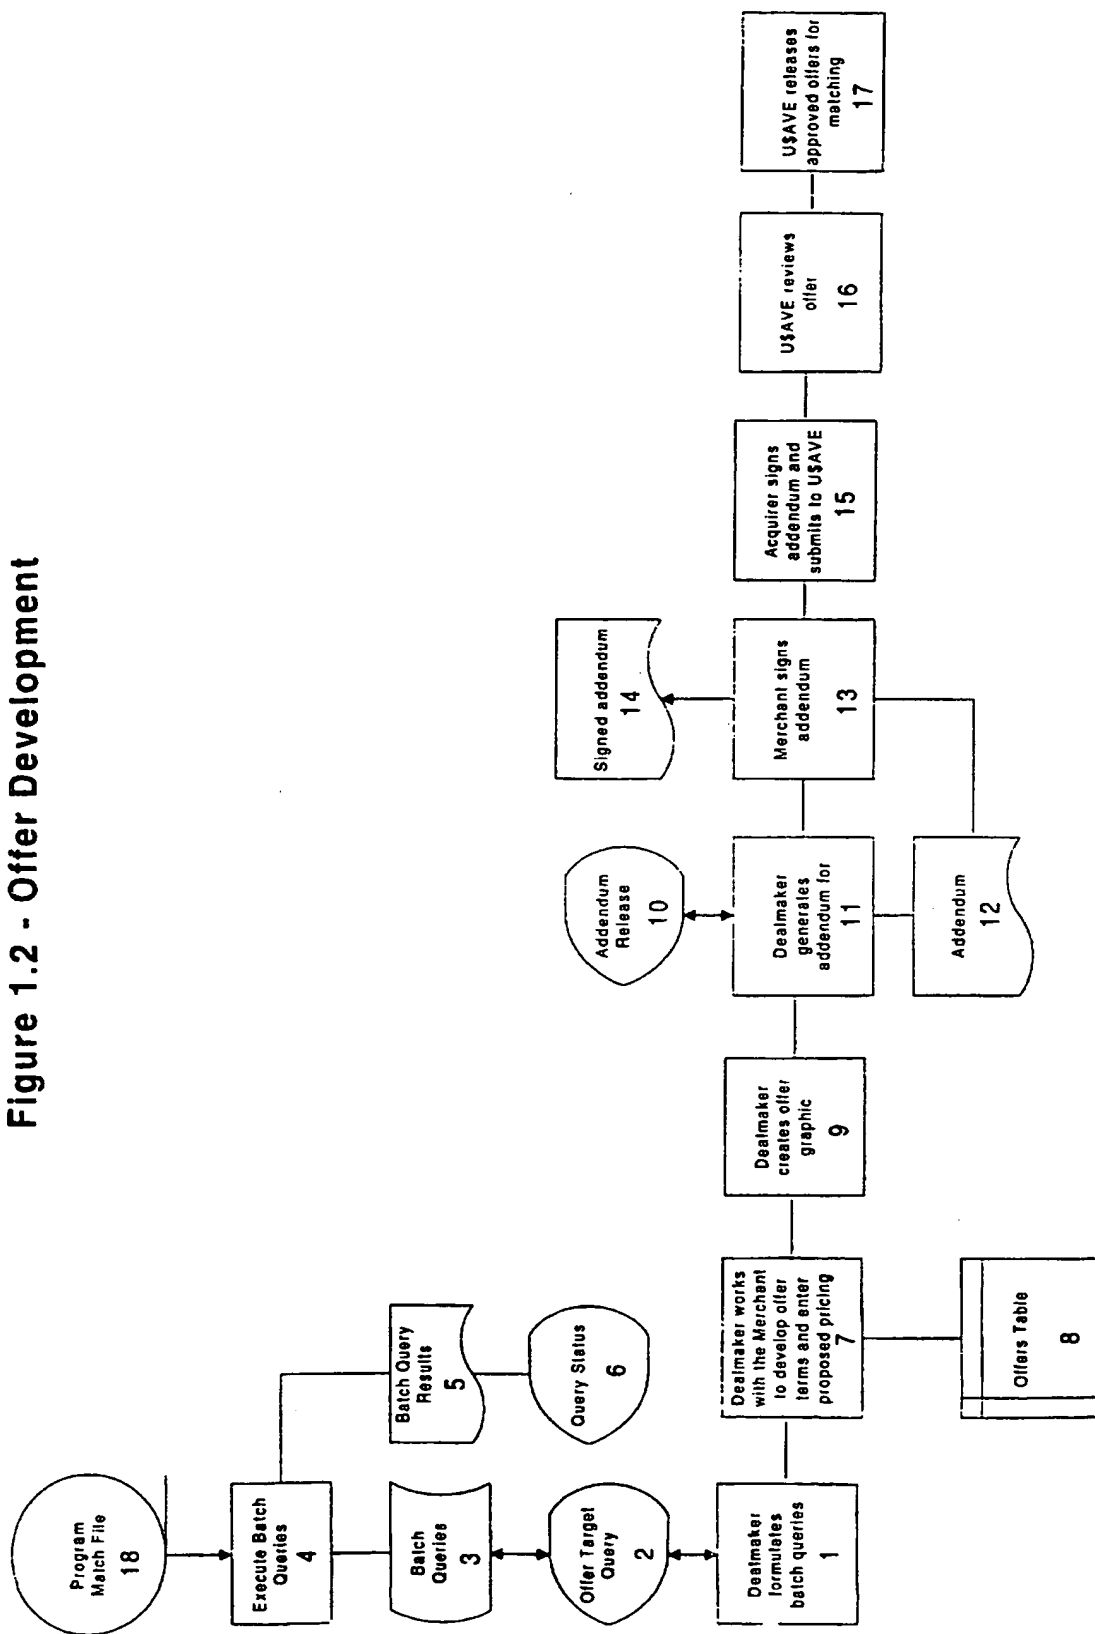 Figure 1.2 - Offer Development
Program
Match File
18
Execute Batch
Queries
4
Batch Query
Results
5
Query Status
6
Batch
Queries
3
Offer Target
Query
2
Dealmaker
formulates
batch queries
1
Dealmaker works
with the Merchant
to develop offer
terms and enter
proposed pricing
7
Offers Table
8
Dealmaker
creates offer
graphic
9
Addendum
Release
10
Dealmaker
generates
addendum for
11
Addendum
12
Signed addendum
14
Merchant signs
addendum
13
Acquirer signs
addendum and
submits to U$AVE
15
U$AVE reviews
offer
16
U$AVE releases
approved offers for
matching
17